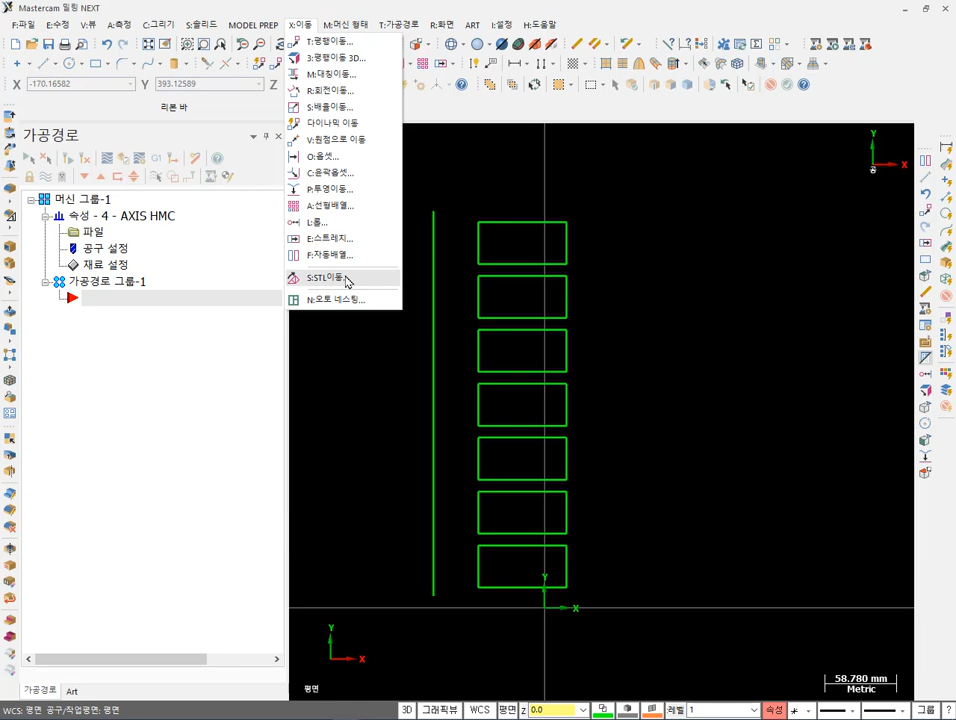 Mastercam 밀링 NEXT
F:파일 E:수정 V:뷰 A:측정 C:그리기 S:솔리드 MODEL PREP X:이동 M:머신 형태 T:가공경로 R:화면 ART I:설정 H:도움말
T:평행이동...
3:평행이동 3D...
M:대칭이동...
R:회전이동...
S:배율이동...
다이나믹 이동
V:원점으로 이동
O:옵셋...
C:윤곽옵셋...
P:투영이동...
A:선형배열...
L:롤...
E:스트레치...
F:자동배열...
S:STL이동...
N:오토 네스팅...
X -170.16582 Y 393.12589 Z
리본 바
가공경로
G1
머신 그룹-1
속성 - 4 - AXIS HMC
파일
공구 설정
재료 설정
가공경로 그룹-1
가공경로 Art
Y
X
Y
X
Y
X
평면
58.780 mm
Metric
WCS: 평면 공구/작업평면: 평면
3D 그래픽뷰 WCS 평면 Z 0.0 레벨 1 속성 그룹 ?